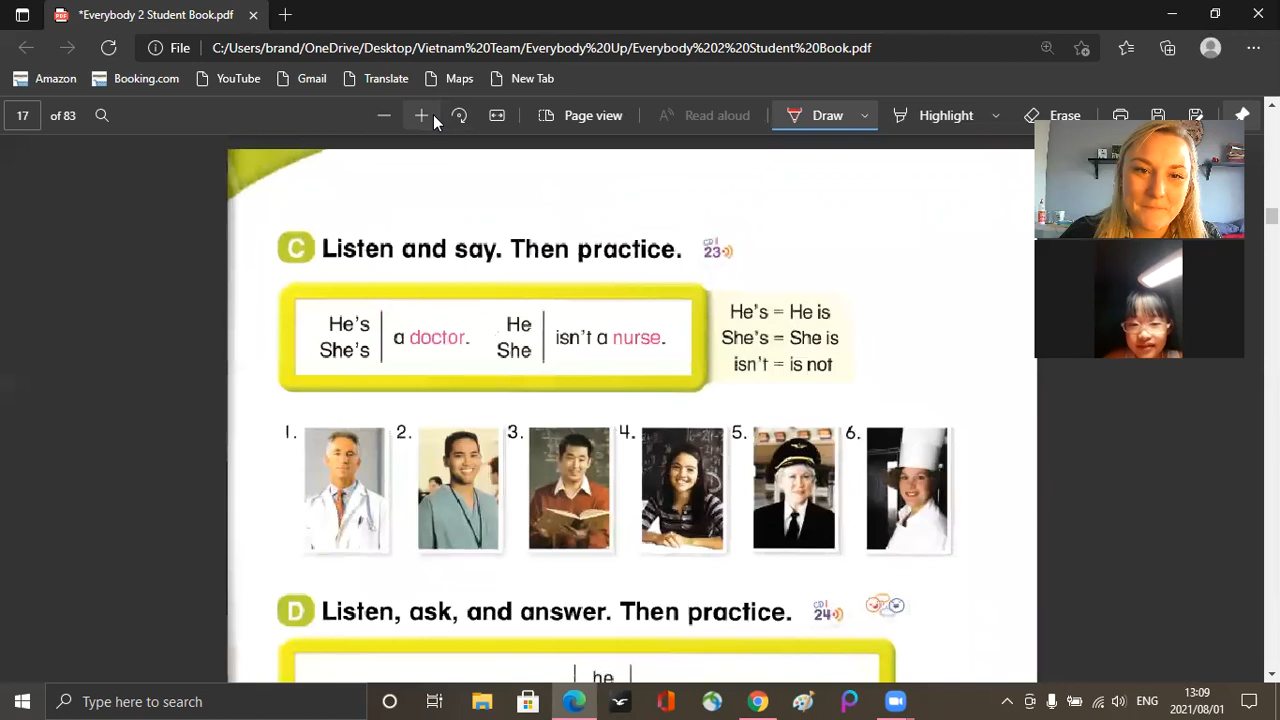 *Everybody 2 Student Book.pdf
File C:/Users/brand/OneDrive/Desktop/Vietnam%20Team/Everybody%20Up/Everybody%202%20Student%20Book.pdf
Amazon Booking.com YouTube Gmail Translate Maps New Tab
17 of 83 Page view Read aloud Draw Highlight Erase
C Listen and say. Then practice. CD1 23
He's
She's
a doctor.
He
She
isn't a nurse.
He's = He is
She's = She is
isn't = is not
1. 2. 3. 4. 5. 6.
D Listen, ask, and answer. Then practice. CD1 24
he
Type here to search
ENG
13:09
2021/08/01